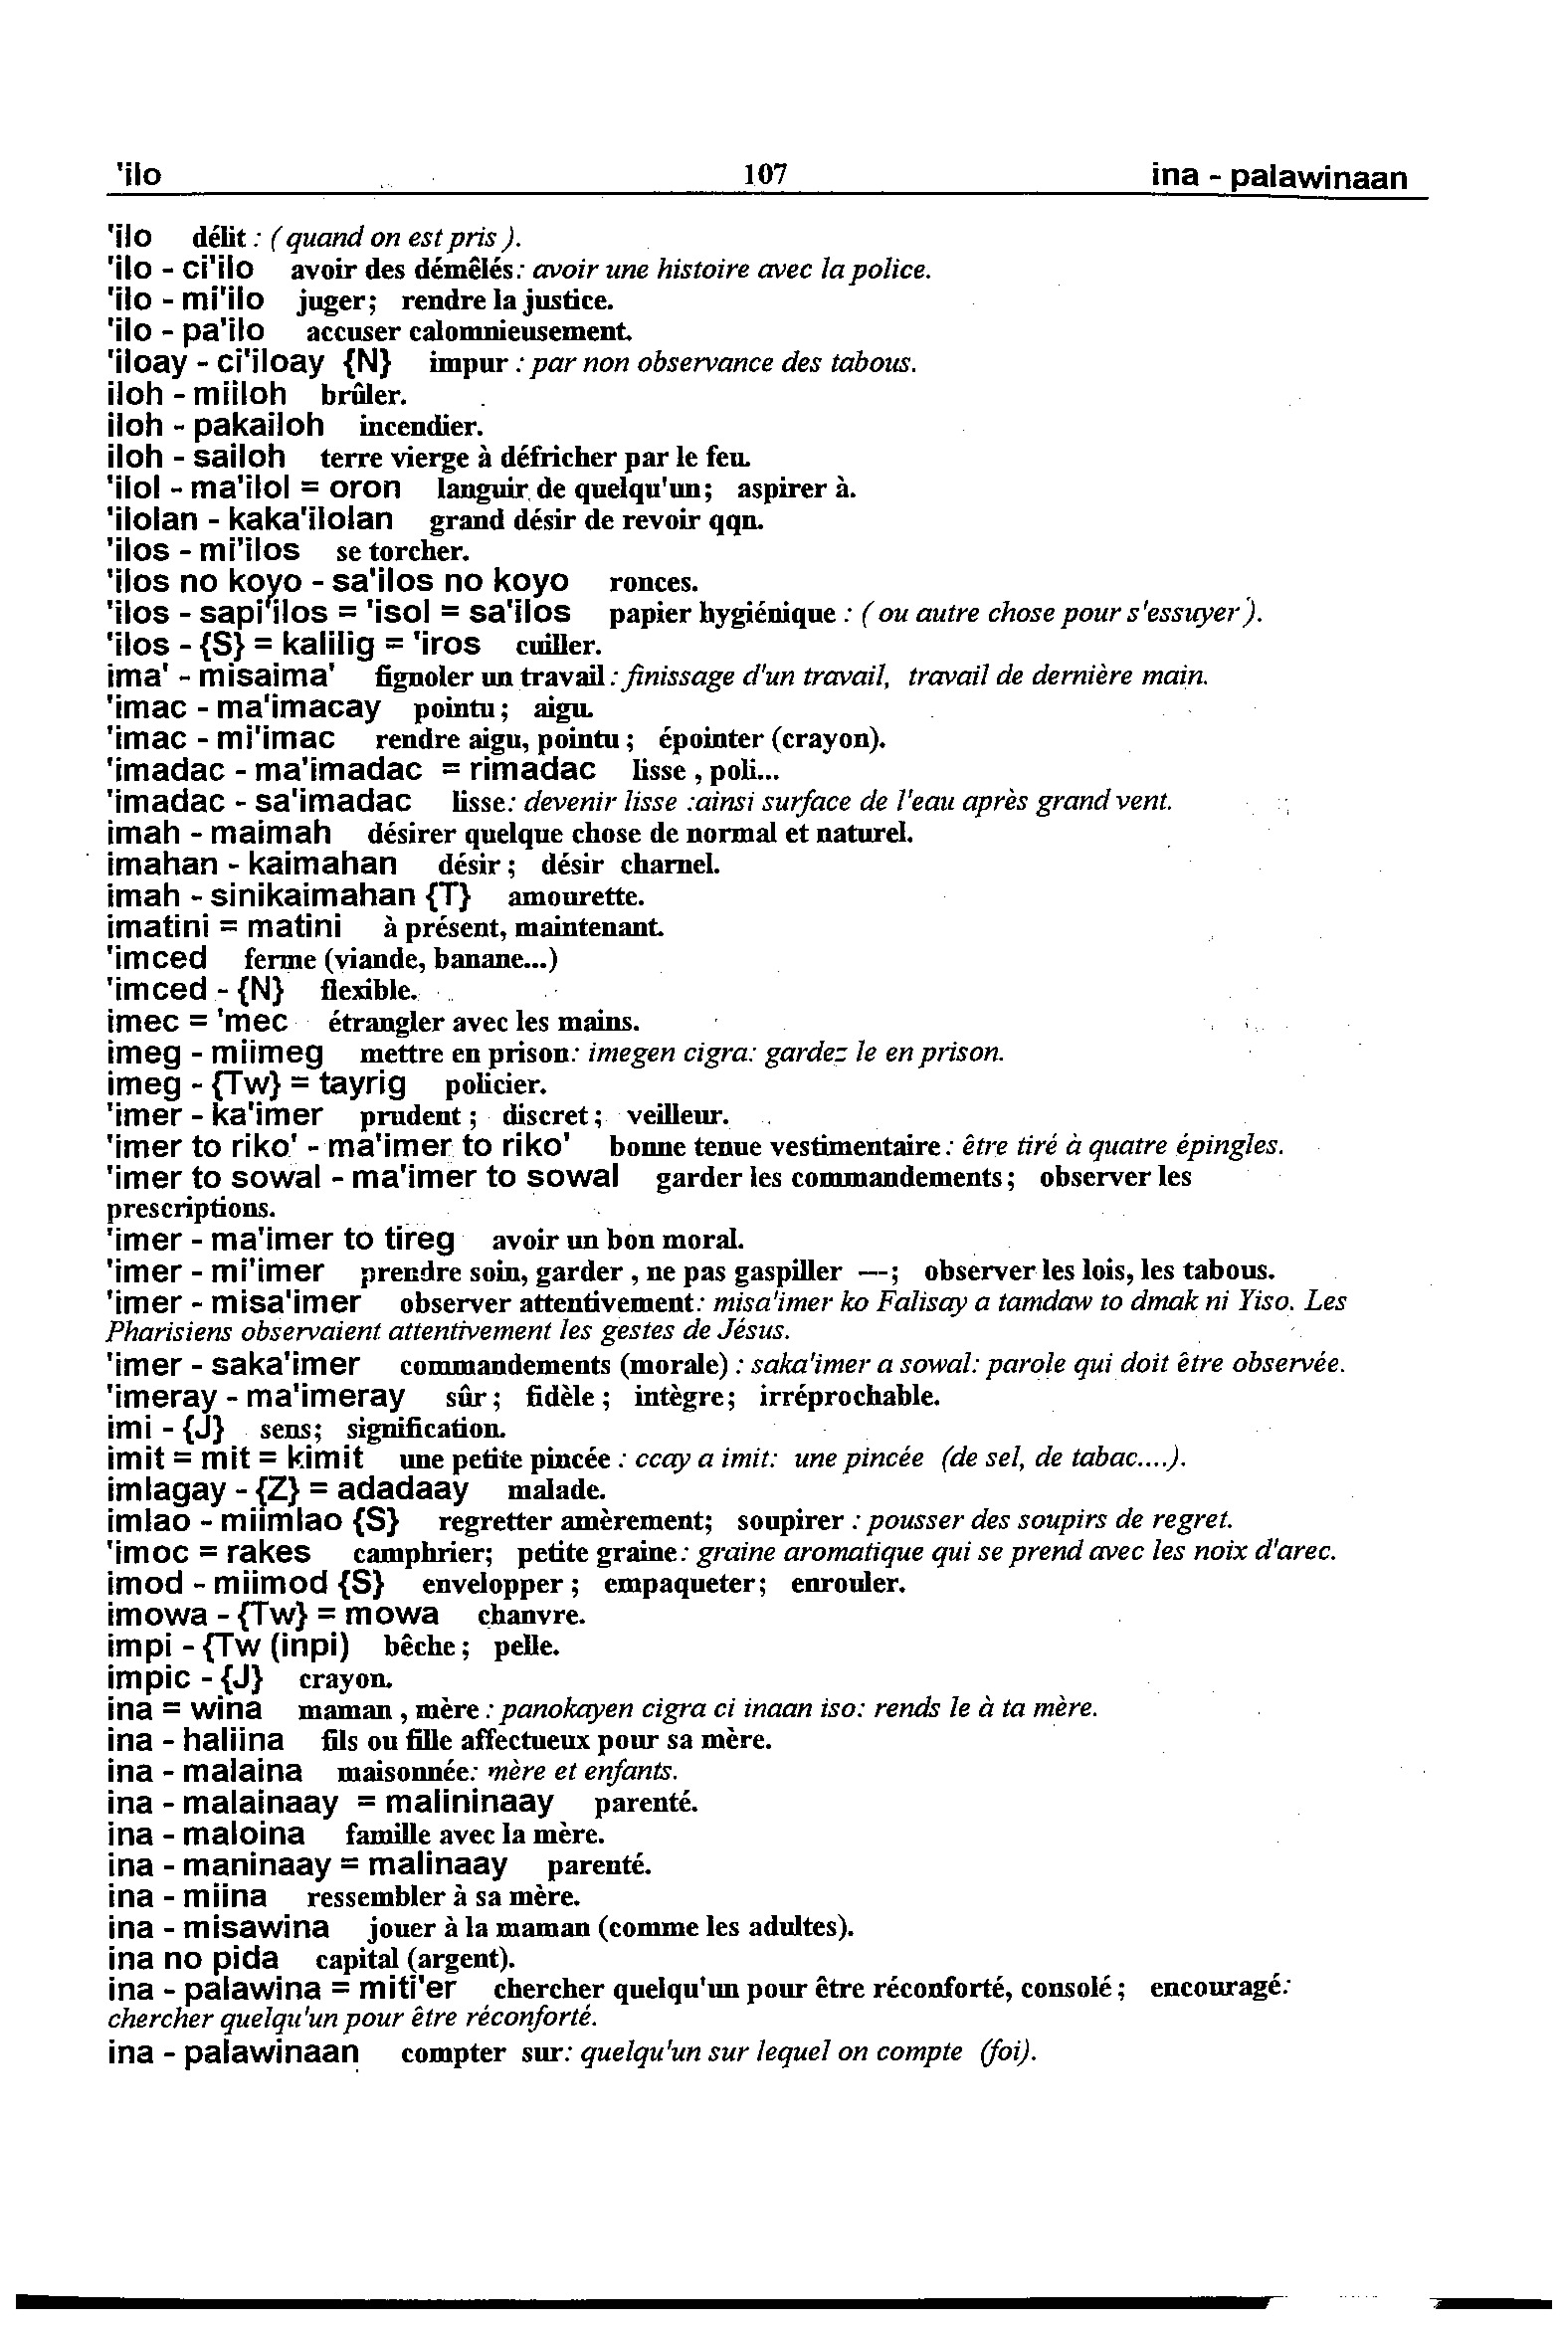 'ilo 107 ina - palawinaan
'ilo délit : ( quand on est pris ).
'ilo - ci'ilo avoir des démêlés: avoir une histoire avec la police.
'ilo - mi'ilo juger; rendre la justice.
'ilo - pa'ilo accuser calomnieusement.
'iloay - ci'iloay {N} impur : par non observance des tabous.
iloh - miiloh brûler.
iloh - pakailoh incendier.
iloh - sailoh terre vierge à défricher par le feu.
'ilol - ma'ilol = oron languir de quelqu'un; aspirer à.
'ilolan - kaka'ilolan grand désir de revoir qqn.
'ilos - mi'ilos se torcher.
'ilos no koyo - sa'ilos no koyo ronces.
'ilos - sapi'ilos = 'isol = sa'ilos papier hygiénique : ( ou autre chose pour s'essuyer ).
'ilos - {S} = kalilig = 'iros cuiller.
ima' - misaima' fignoler un travail : finissage d'un travail, travail de dernière main.
'imac - ma'imacay pointu ; aigu.
'imac - mi'imac rendre aigu, pointu ; épointer (crayon).
'imadac - ma'imadac = rimadac lisse , poli...
'imadac - sa'imadac lisse: devenir lisse :ainsi surface de l'eau après grand vent.
imah - maimah désirer quelque chose de normal et naturel.
imahan - kaimahan désir ; désir charnel.
imah - sinikaimahan {T} amourette.
imatini = matini à présent, maintenant.
'imced ferme (viande, banane...)
'imced - {N} flexible.
imec = 'mec étrangler avec les mains.
imeg - miimeg mettre en prison: imegen cigra: gardez le en prison.
imeg - {Tw} = tayrig policier.
'imer - ka'imer prudent ; discret ; veilleur.
'imer to riko' - ma'imer to riko' bonne tenue vestimentaire : être tiré à quatre épingles.
'imer to sowal - ma'imer to sowal garder les commandements ; observer les
prescriptions.
'imer - ma'imer to tireg avoir un bon moral.
'imer - mi'imer prendre soin, garder , ne pas gaspiller —; observer les lois, les tabous.
'imer - misa'imer observer attentivement: misa'imer ko Falisay a tamdaw to dmak ni Yiso. Les
Pharisiens observaient attentivement les gestes de Jésus.
'imer - saka'imer commandements (morale) : saka'imer a sowal: parole qui doit être observée.
'imeray - ma'imeray sûr ; fidèle ; intègre; irréprochable.
imi - {J} sens; signification.
imit = mit = kimit une petite pincée : ccay a imit: une pincée (de sel, de tabac....).
imlagay - {Z} = adadaay malade.
imlao - miimlao {S} regretter amèrement; soupirer : pousser des soupirs de regret.
'imoc = rakes camphrier; petite graine: graine aromatique qui se prend avec les noix d'arec.
imod - miimod {S} envelopper ; empaqueter; enrouler.
imowa - {Tw} = mowa chanvre.
impi - {Tw (inpi) bêche ; pelle.
impic - {J} crayon.
ina = wina maman , mère : panokayen cigra ci inaan iso: rends le à ta mère.
ina - haliina fils ou fille affectueux pour sa mère.
ina - malaina maisonnée: mère et enfants.
ina - malainaay = malininaay parenté.
ina - maloina famille avec la mère.
ina - maninaay = malinaay parenté.
ina - miina ressembler à sa mère.
ina - misawina jouer à la maman (comme les adultes).
ina no pida capital (argent).
ina - palawina = miti'er chercher quelqu'un pour être réconforté, consolé ; encouragé:
chercher quelqu'un pour être réconforté.
ina - palawinaan compter sur: quelqu'un sur lequel on compte (foi).